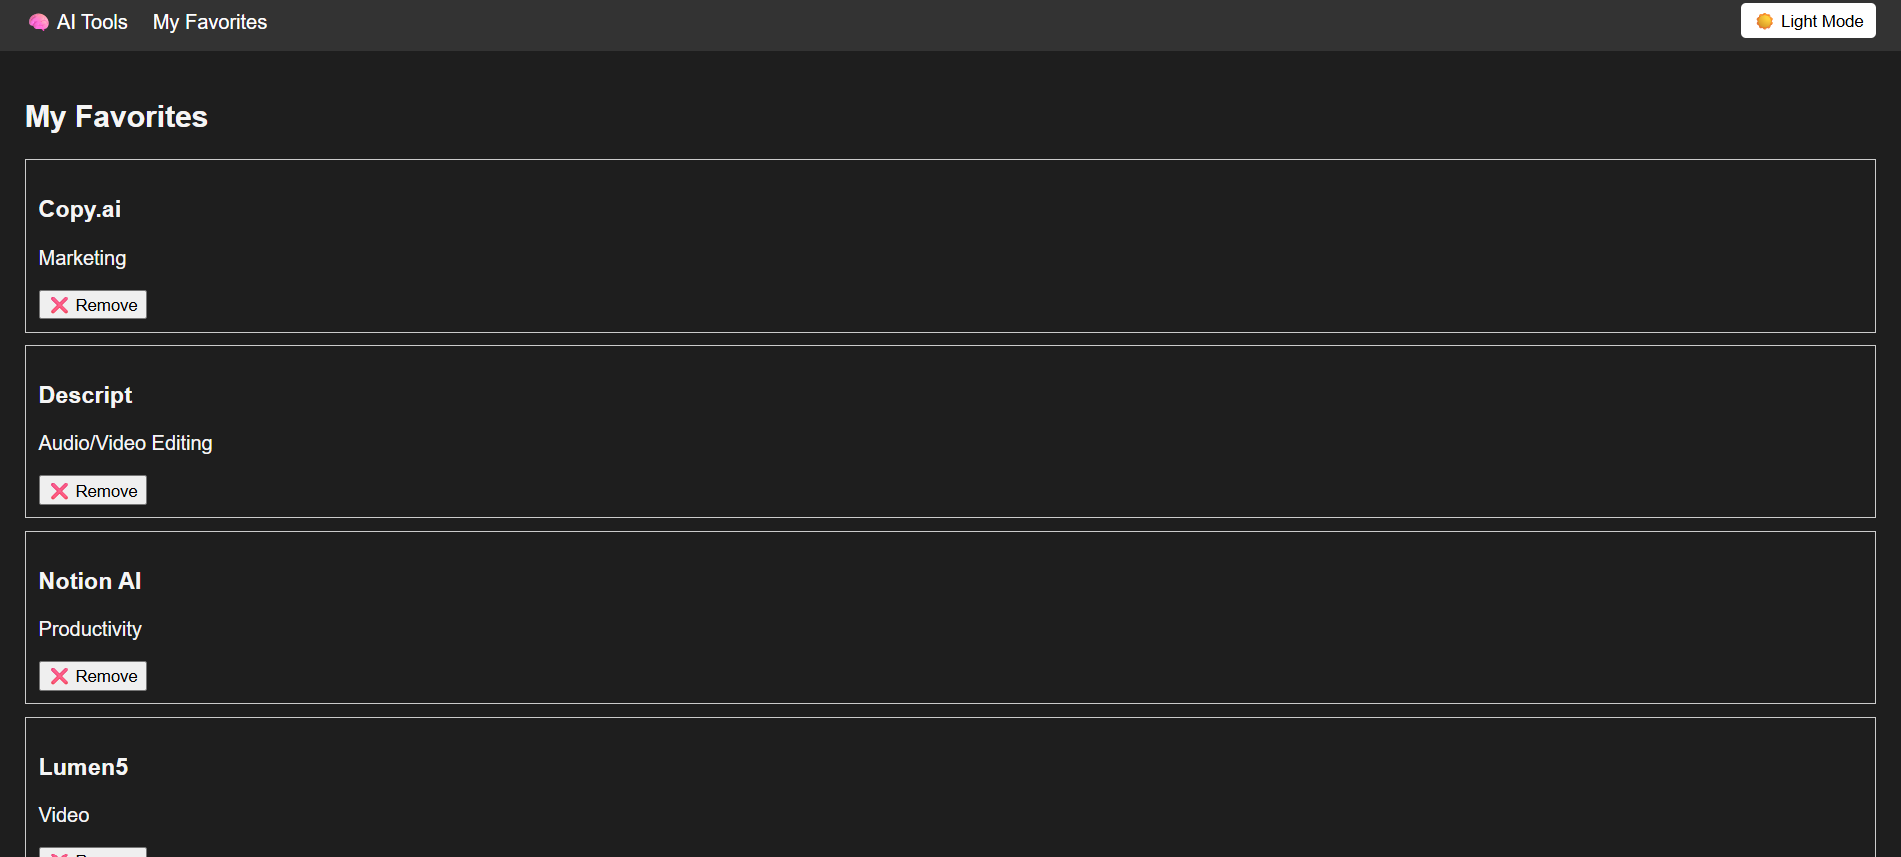 AI Tools My Favorites Light Mode
My Favorites
Copy.ai
Marketing
Remove
Descript
Audio/Video Editing
Remove
Notion AI
Productivity
Remove
Lumen5
Video